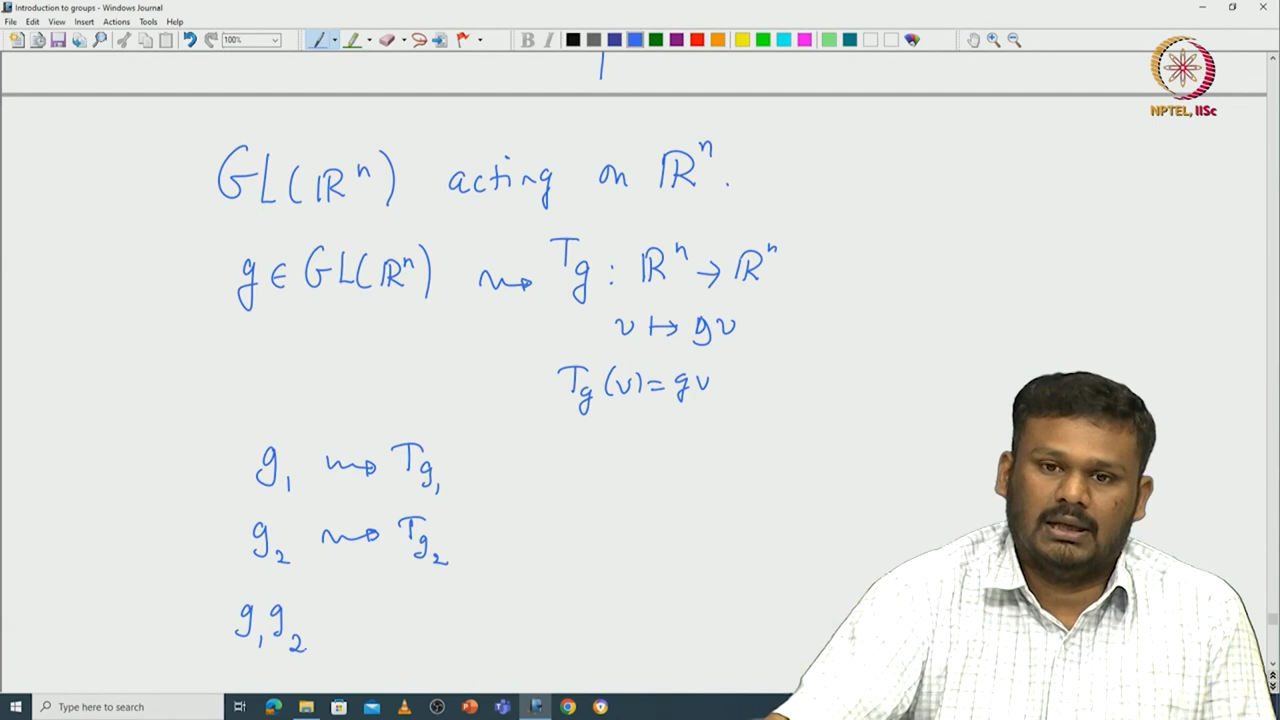 Introduction to groups - Windows Journal
File Edit View Insert Actions Tools Help
100%
B I
NPTEL, IISc
GL(ℝⁿ) acting on ℝⁿ.
g ∈ GL(ℝⁿ) ⇝ T_g : ℝⁿ → ℝⁿ
v ↦ gv
T_g(v) = gv
g₁ ⇝ T_g₁
g₂ ⇝ T_g₂
g₁g₂
Type here to search